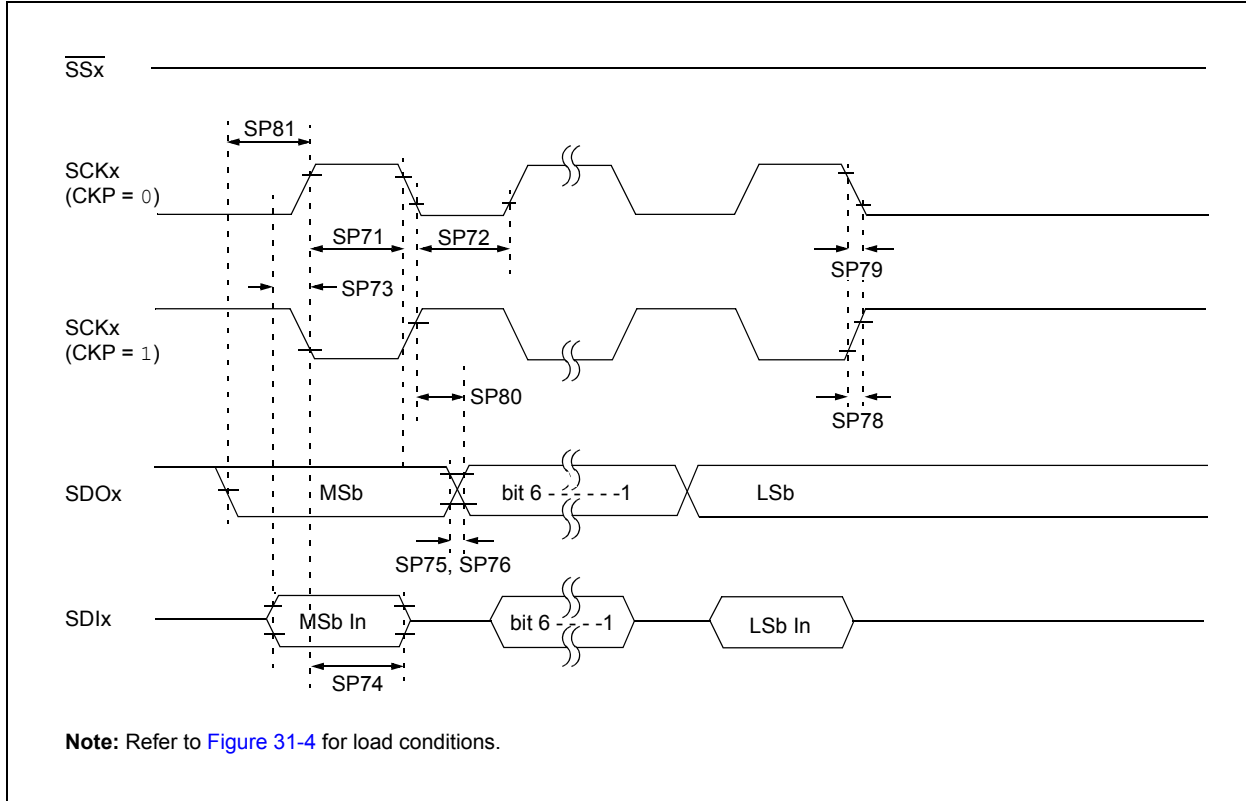 SSx
SP81
SCKx
(CKP = 0)
SP71
SP72
SP79
SP73
SCKx
(CKP = 1)
SP80
SP78
SDOx
MSb
bit 6 - - - - - -1
LSb
SP75, SP76
SDIx
MSb In
bit 6 - - - -1
LSb In
SP74
Note: Refer to Figure 31-4 for load conditions.